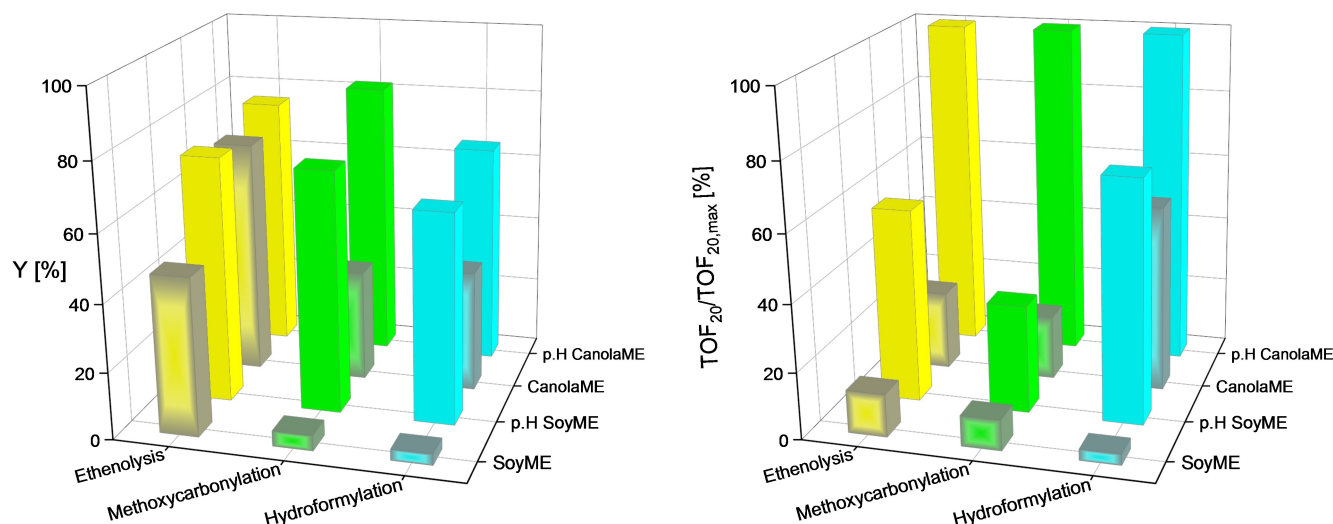 100
80
60
Y [%]
40
20
0
Ethenolysis
Methoxycarbonylation
Hydroformylation
p.H CanolaME
CanolaME
p.H SoyME
SoyME
TOF20/TOF20,max [%]
100
80
60
40
20
0
Ethenolysis
Methoxycarbonylation
Hydroformylation
p.H CanolaME
CanolaME
p.H SoyME
SoyME